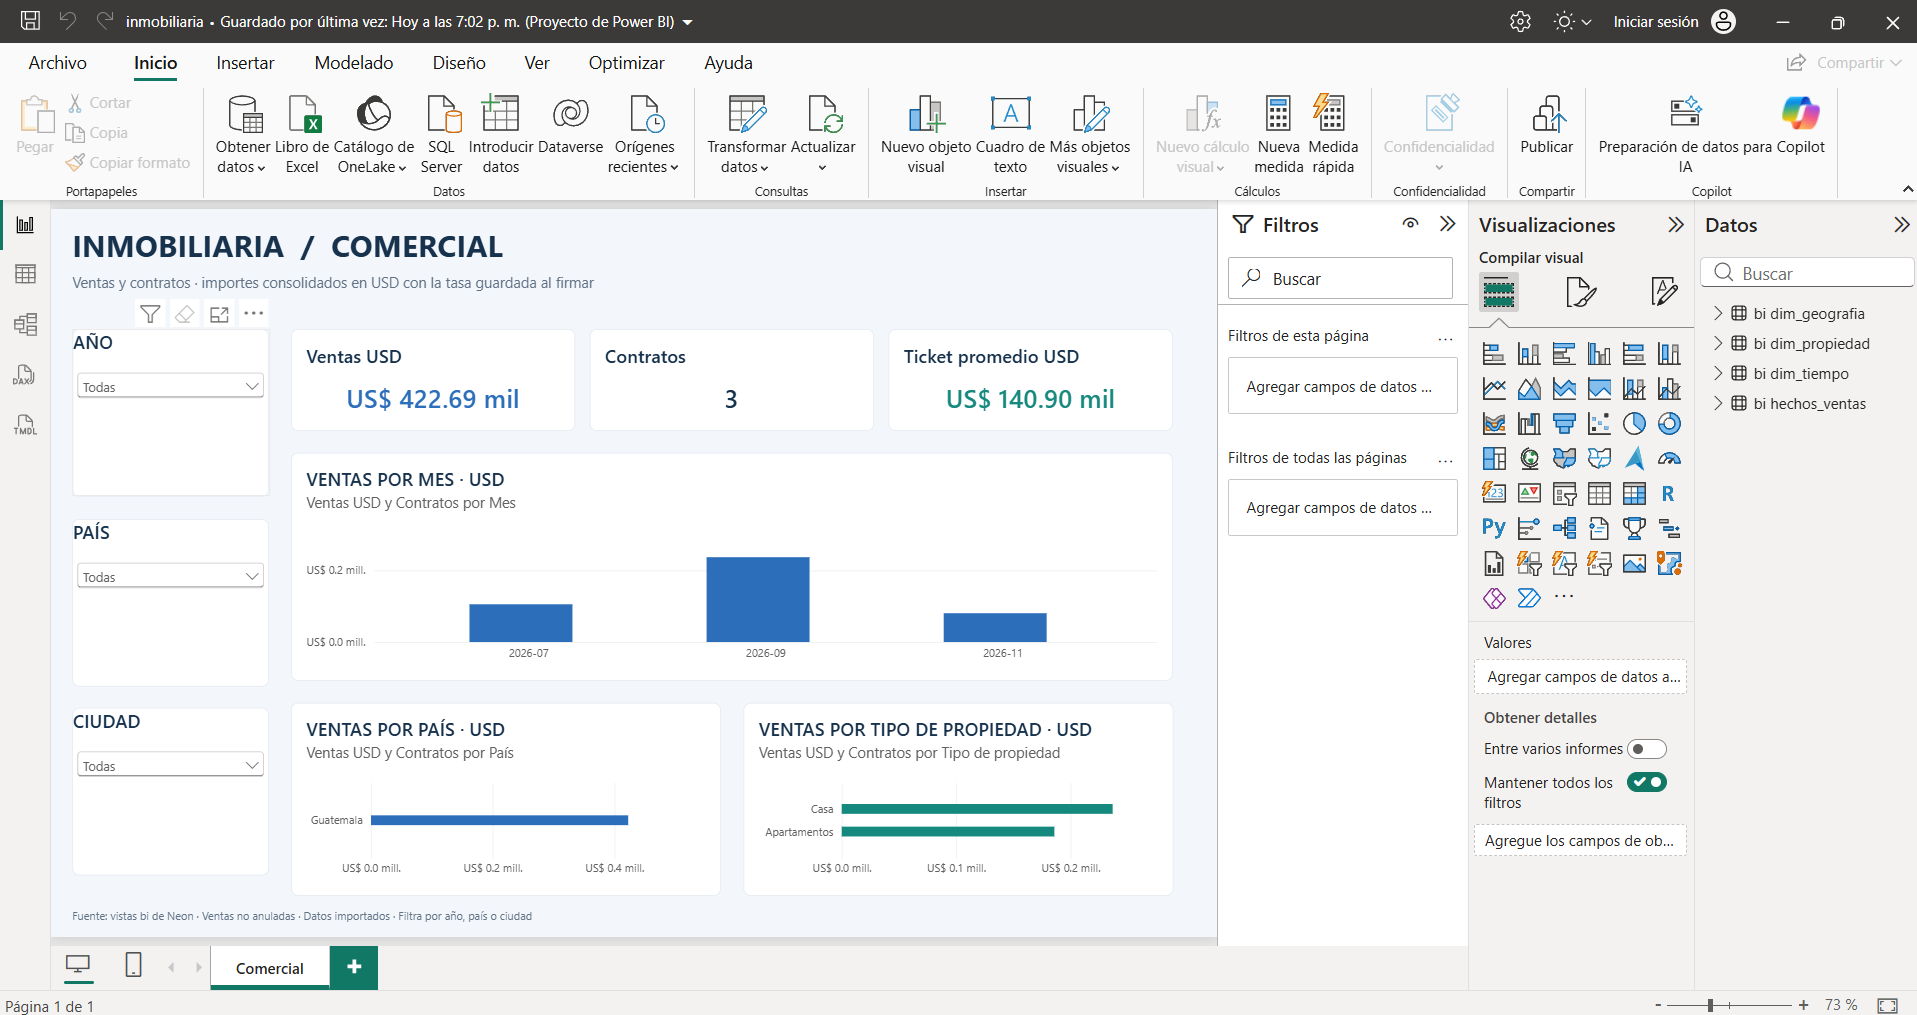 inmobiliaria • Guardado por última vez: Hoy a las 7:02 p. m. (Proyecto de Power BI)
Iniciar sesión
Archivo
Inicio
Insertar
Modelado
Diseño
Ver
Optimizar
Ayuda
Compartir
Pegar
Cortar
Copia
Copiar formato
Portapapeles
Obtener datos
Libro de Excel
Catálogo de OneLake
SQL Server
Introducir datos
Dataverse
Orígenes recientes
Datos
Transformar datos
Actualizar
Consultas
Nuevo objeto visual
Cuadro de texto
Más objetos visuales
Insertar
Nuevo cálculo visual
Nueva medida
Medida rápida
Cálculos
Confidencialidad
Confidencialidad
Publicar
Compartir
Preparación de datos para IA
Copilot
Copilot
DAX
TMDL
INMOBILIARIA / COMERCIAL
Ventas y contratos · importes consolidados en USD con la tasa guardada al firmar
AÑO
Todas
PAÍS
Todas
CIUDAD
Todas
Ventas USD
US$ 422.69 mil
Contratos
3
Ticket promedio USD
US$ 140.90 mil
VENTAS POR MES · USD
Ventas USD y Contratos por Mes
US$ 0.2 mill.
US$ 0.0 mill.
2026-07
2026-09
2026-11
VENTAS POR PAÍS · USD
Ventas USD y Contratos por País
Guatemala
US$ 0.0 mill.
US$ 0.2 mill.
US$ 0.4 mill.
VENTAS POR TIPO DE PROPIEDAD · USD
Ventas USD y Contratos por Tipo de propiedad
Casa
Apartamentos
US$ 0.0 mill.
US$ 0.1 mill.
US$ 0.2 mill.
Fuente: vistas bi de Neon · Ventas no anuladas · Datos importados · Filtra por año, país o ciudad
Filtros
Buscar
Filtros de esta página
Agregar campos de datos ...
Filtros de todas las páginas
Agregar campos de datos ...
Visualizaciones
Compilar visual
123
R
Py
Valores
Agregar campos de datos a...
Obtener detalles
Entre varios informes
Mantener todos los filtros
Agregue los campos de ob...
Datos
Buscar
bi dim_geografia
bi dim_propiedad
bi dim_tiempo
bi hechos_ventas
Comercial
Página 1 de 1
- + 73 %